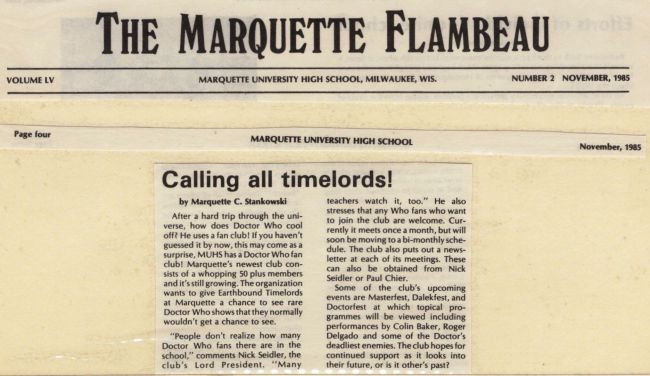 THE MARQUETTE FLAMBEAU
VOLUME LV MARQUETTE UNIVERSITY HIGH SCHOOL, MILWAUKEE, WIS. NUMBER 2 NOVEMBER, 1985
Page four MARQUETTE UNIVERSITY HIGH SCHOOL November, 1985
Calling all timelords!
by Marquette C. Stankowski
After a hard trip through the uni-
verse, how does Doctor Who cool
off? He uses a fan club! If you haven't
guessed it by now, this may come as a
surprise, MUHS has a Doctor Who fan
club! Marquette's newest club con-
sists of a whopping 50 plus members
and it's still growing. The organization
wants to give Earthbound Timelords
at Marquette a chance to see rare
Doctor Who shows that they normally
wouldn't get a chance to see.
"People don't realize how many
Doctor Who fans there are in the
school," comments Nick Seidler, the
club's Lord President. "Many
teachers watch it, too." He also
stresses that any Who fans who want
to join the club are welcome. Cur-
rently it meets once a month, but will
soon be moving to a bi-monthly sche-
dule. The club also puts out a news-
letter at each of its meetings. These
can also be obtained from Nick
Seidler or Paul Chier.
Some of the club's upcoming
events are Masterfest, Dalekfest, and
Doctorfest at which topical pro-
grammes will be viewed including
performances by Colin Baker, Roger
Delgado and some of the Doctor's
deadliest enemies. The club hopes for
continued support as it looks into
their future, or is it other's past?